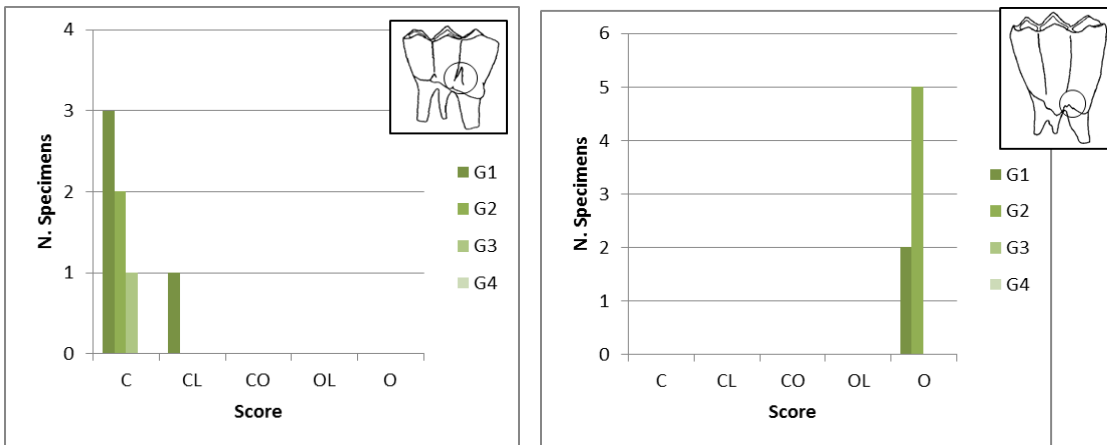 4
3
2
1
0
N. Specimens
C CL CO OL O
Score
G1
G2
G3
G4
6
5
4
3
2
1
0
N. Specimens
C CL CO OL O
Score
G1
G2
G3
G4